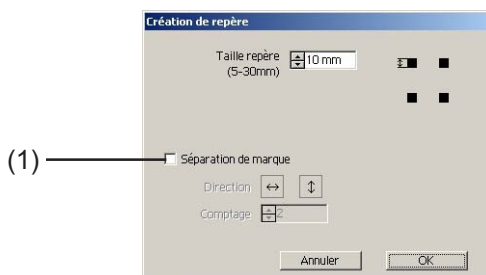 Création de repère
Taille repère 10 mm
(5-30mm)
(1)
Séparation de marque
Direction
Comptage 2
Annuler OK